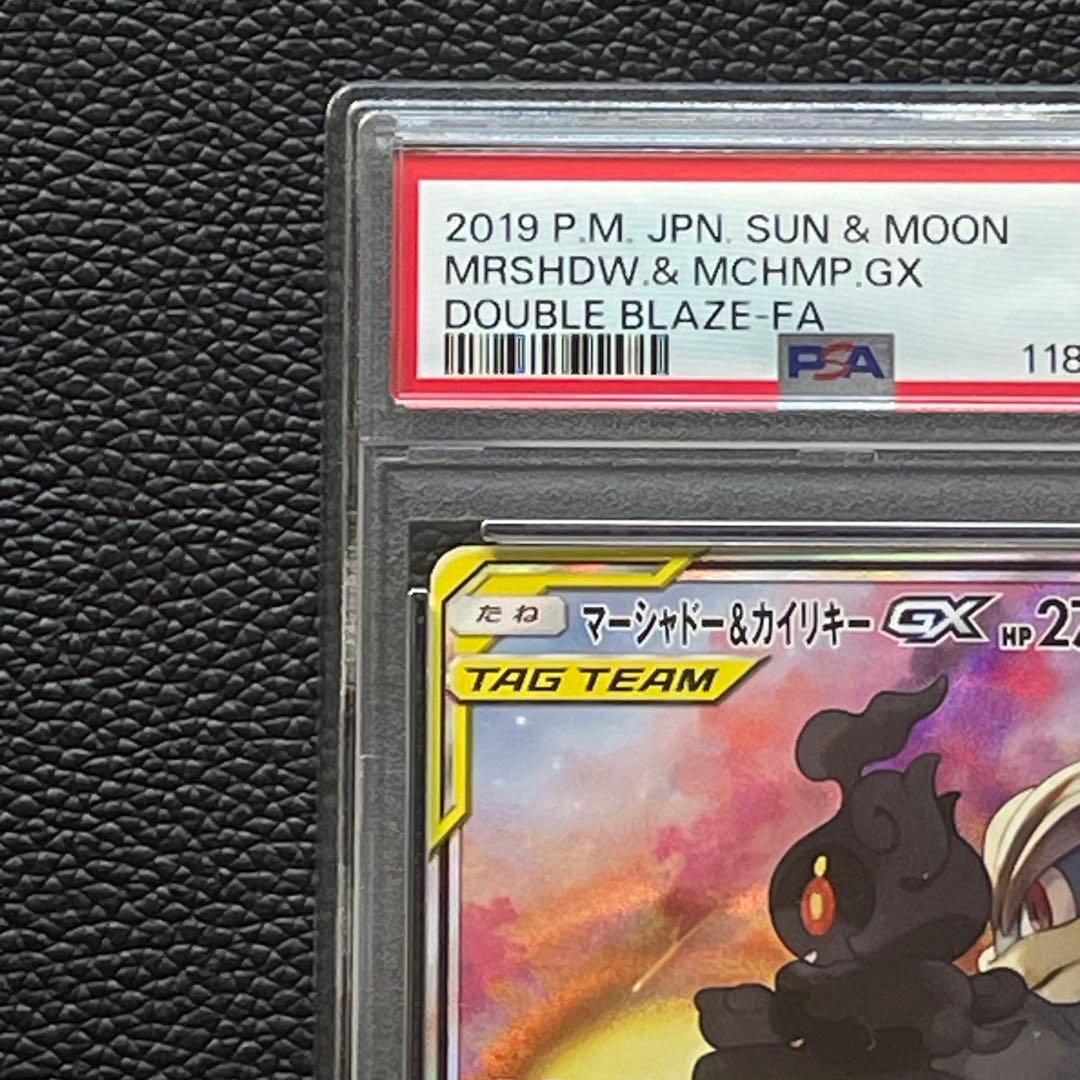 2019 P.M. JPN. SUN & MOON
MRSHDW.& MCHMP.GX
DOUBLE BLAZE-FA
PSA
たね マーシャドー&カイリキー GX HP
TAG TEAM